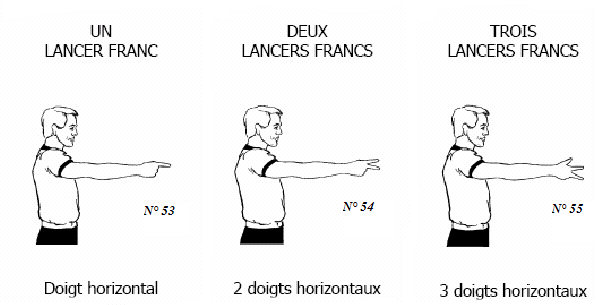 UN
LANCER FRANC
DEUX
LANCERS FRANCS
TROIS
LANCERS FRANCS
N° 53
N° 54
N° 55
Doigt horizontal
2 doigts horizontaux
3 doigts horizontaux